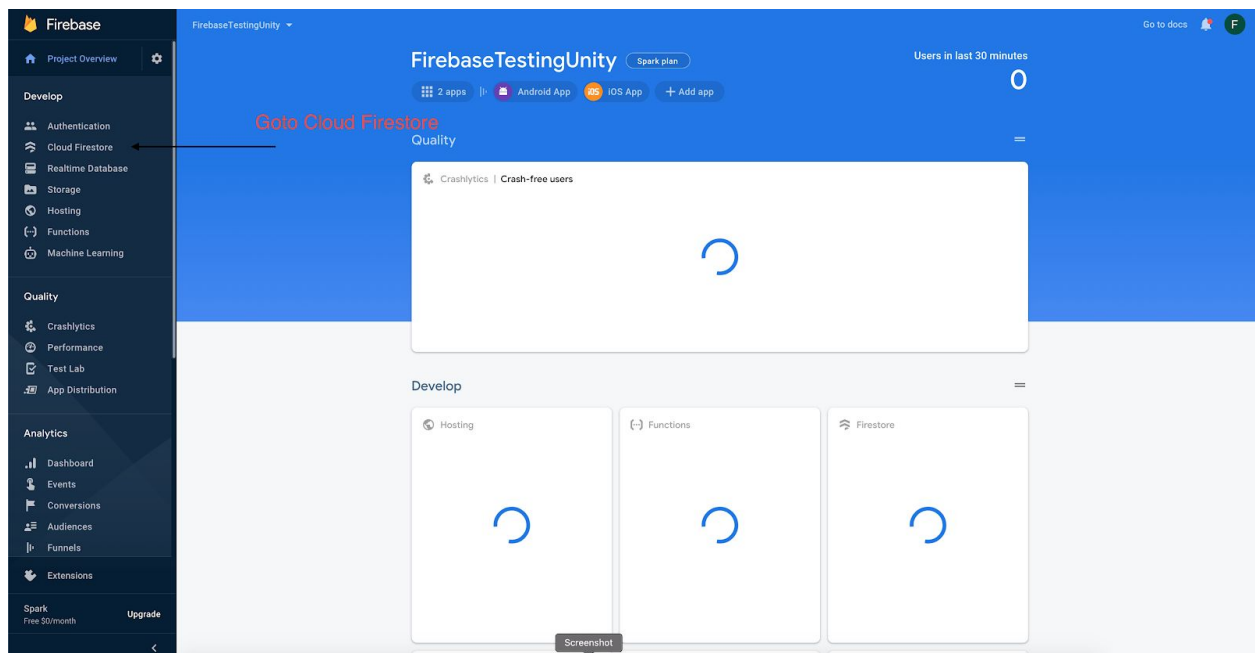 Firebase
Project Overview
Develop
Authentication
Cloud Firestore
Realtime Database
Storage
Hosting
Functions
Machine Learning
Quality
Crashlytics
Performance
Test Lab
App Distribution
Analytics
Dashboard
Events
Conversions
Audiences
Funnels
Extensions
Spark
Free $0/month
Upgrade
FirebaseTestingUnity
Go to docs
F
FirebaseTestingUnity
Spark plan
Users in last 30 minutes
0
2 apps
Android App
iOS
iOS App
+ Add app
Goto Cloud Firestore
Quality
Crashlytics | Crash-free users
Develop
Hosting
Functions
Firestore
Screenshot